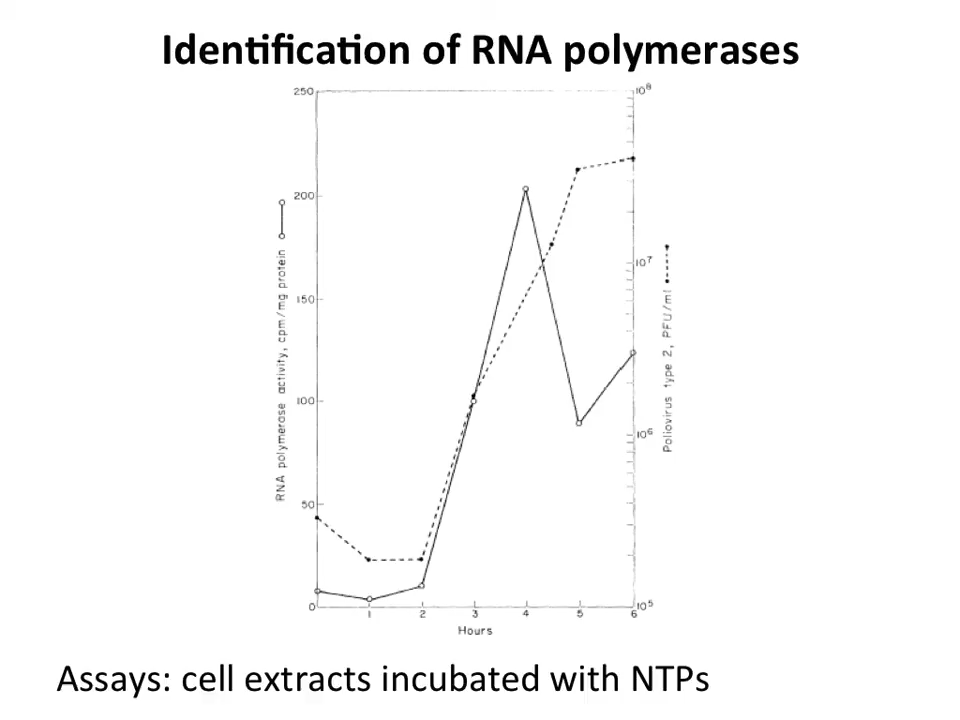 Identification of RNA polymerases
250
200
150
100
50
0
RNA polymerase activity, cpm/mg protein
10⁸
10⁷
10⁶
10⁵
Poliovirus type 2, PFU/ml
1 2 3 4 5 6
Hours
Assays: cell extracts incubated with NTPs